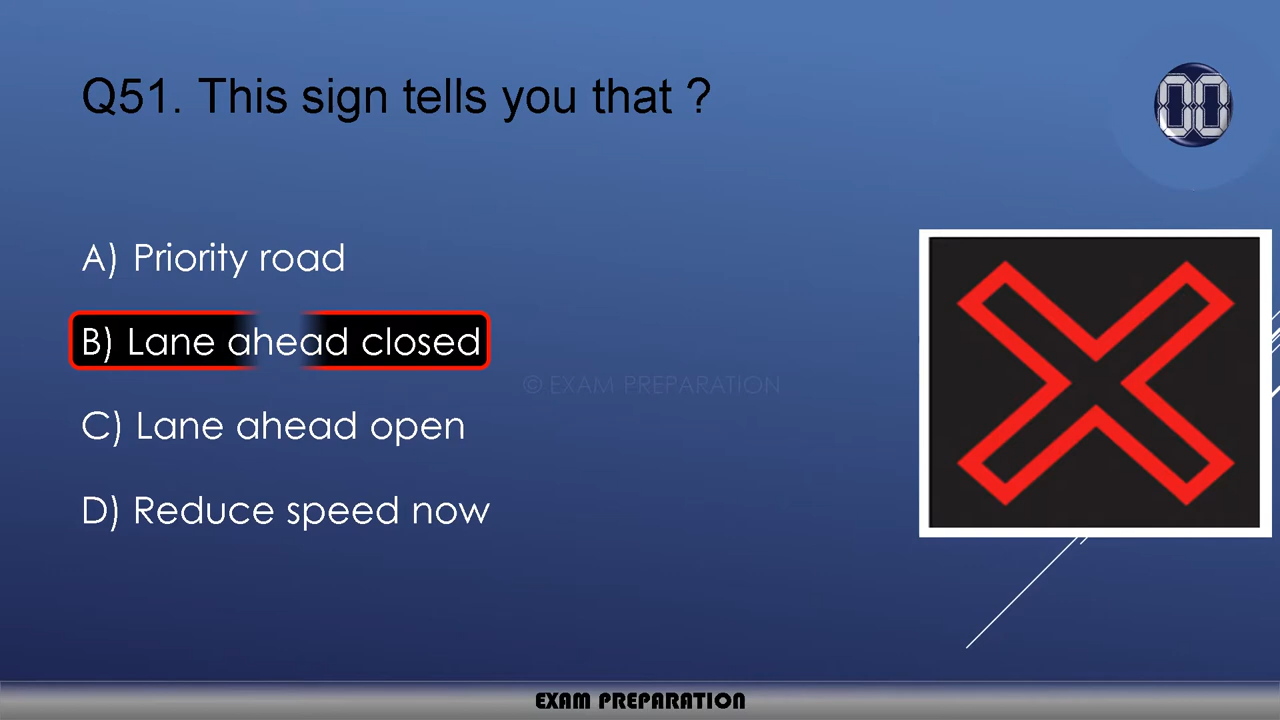 Q51. This sign tells you that ?
00
A) Priority road
B) Lane ahead closed
© EXAM PREPARATION
C) Lane ahead open
D) Reduce speed now
EXAM PREPARATION